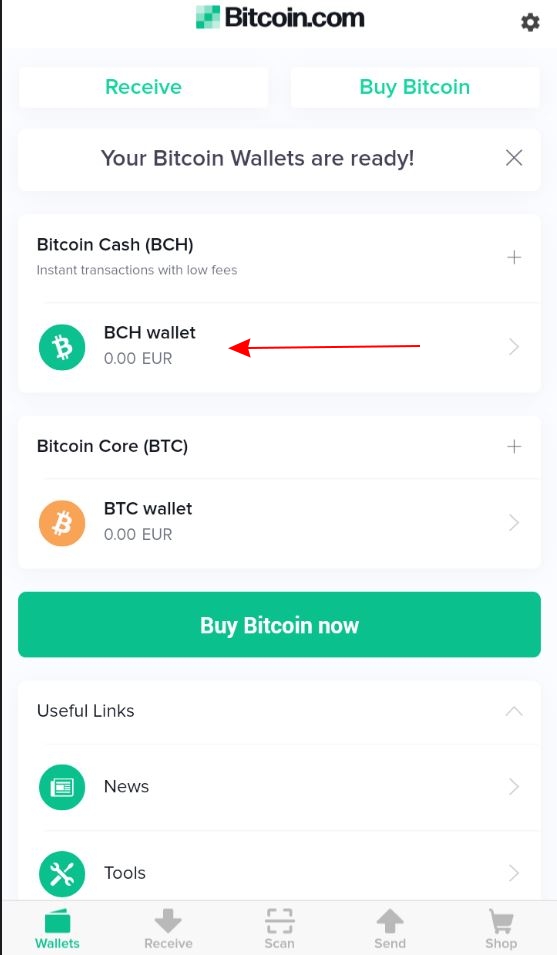 Bitcoin.com
Receive
Buy Bitcoin
Your Bitcoin Wallets are ready!
Bitcoin Cash (BCH)
Instant transactions with low fees
BCH wallet
0.00 EUR
Bitcoin Core (BTC)
BTC wallet
0.00 EUR
Buy Bitcoin now
Useful Links
News
Tools
Wallets
Receive
Scan
Send
Shop